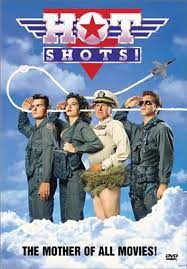 HOT
SHOTS!
THE MOTHER OF ALL MOVIES!
DVD